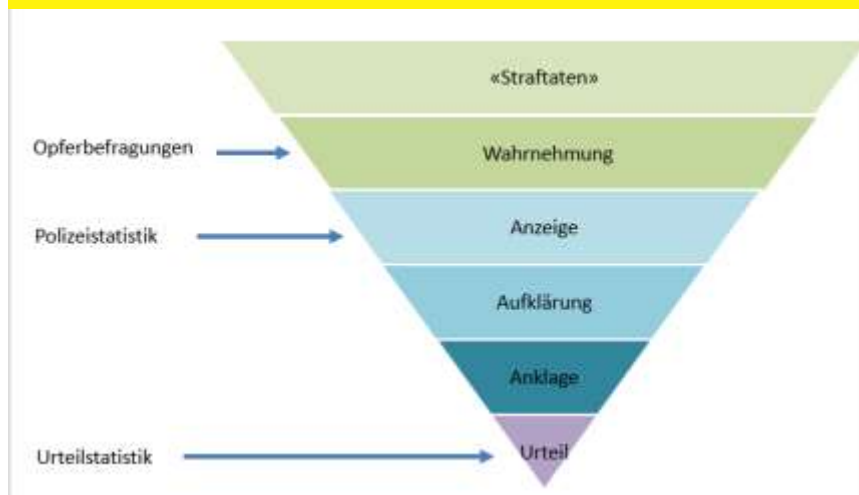 «Straftaten»
Opferbefragungen
Wahrnehmung
Polizeistatistik
Anzeige
Aufklärung
Anklage
Urteilstatistik
Urteil